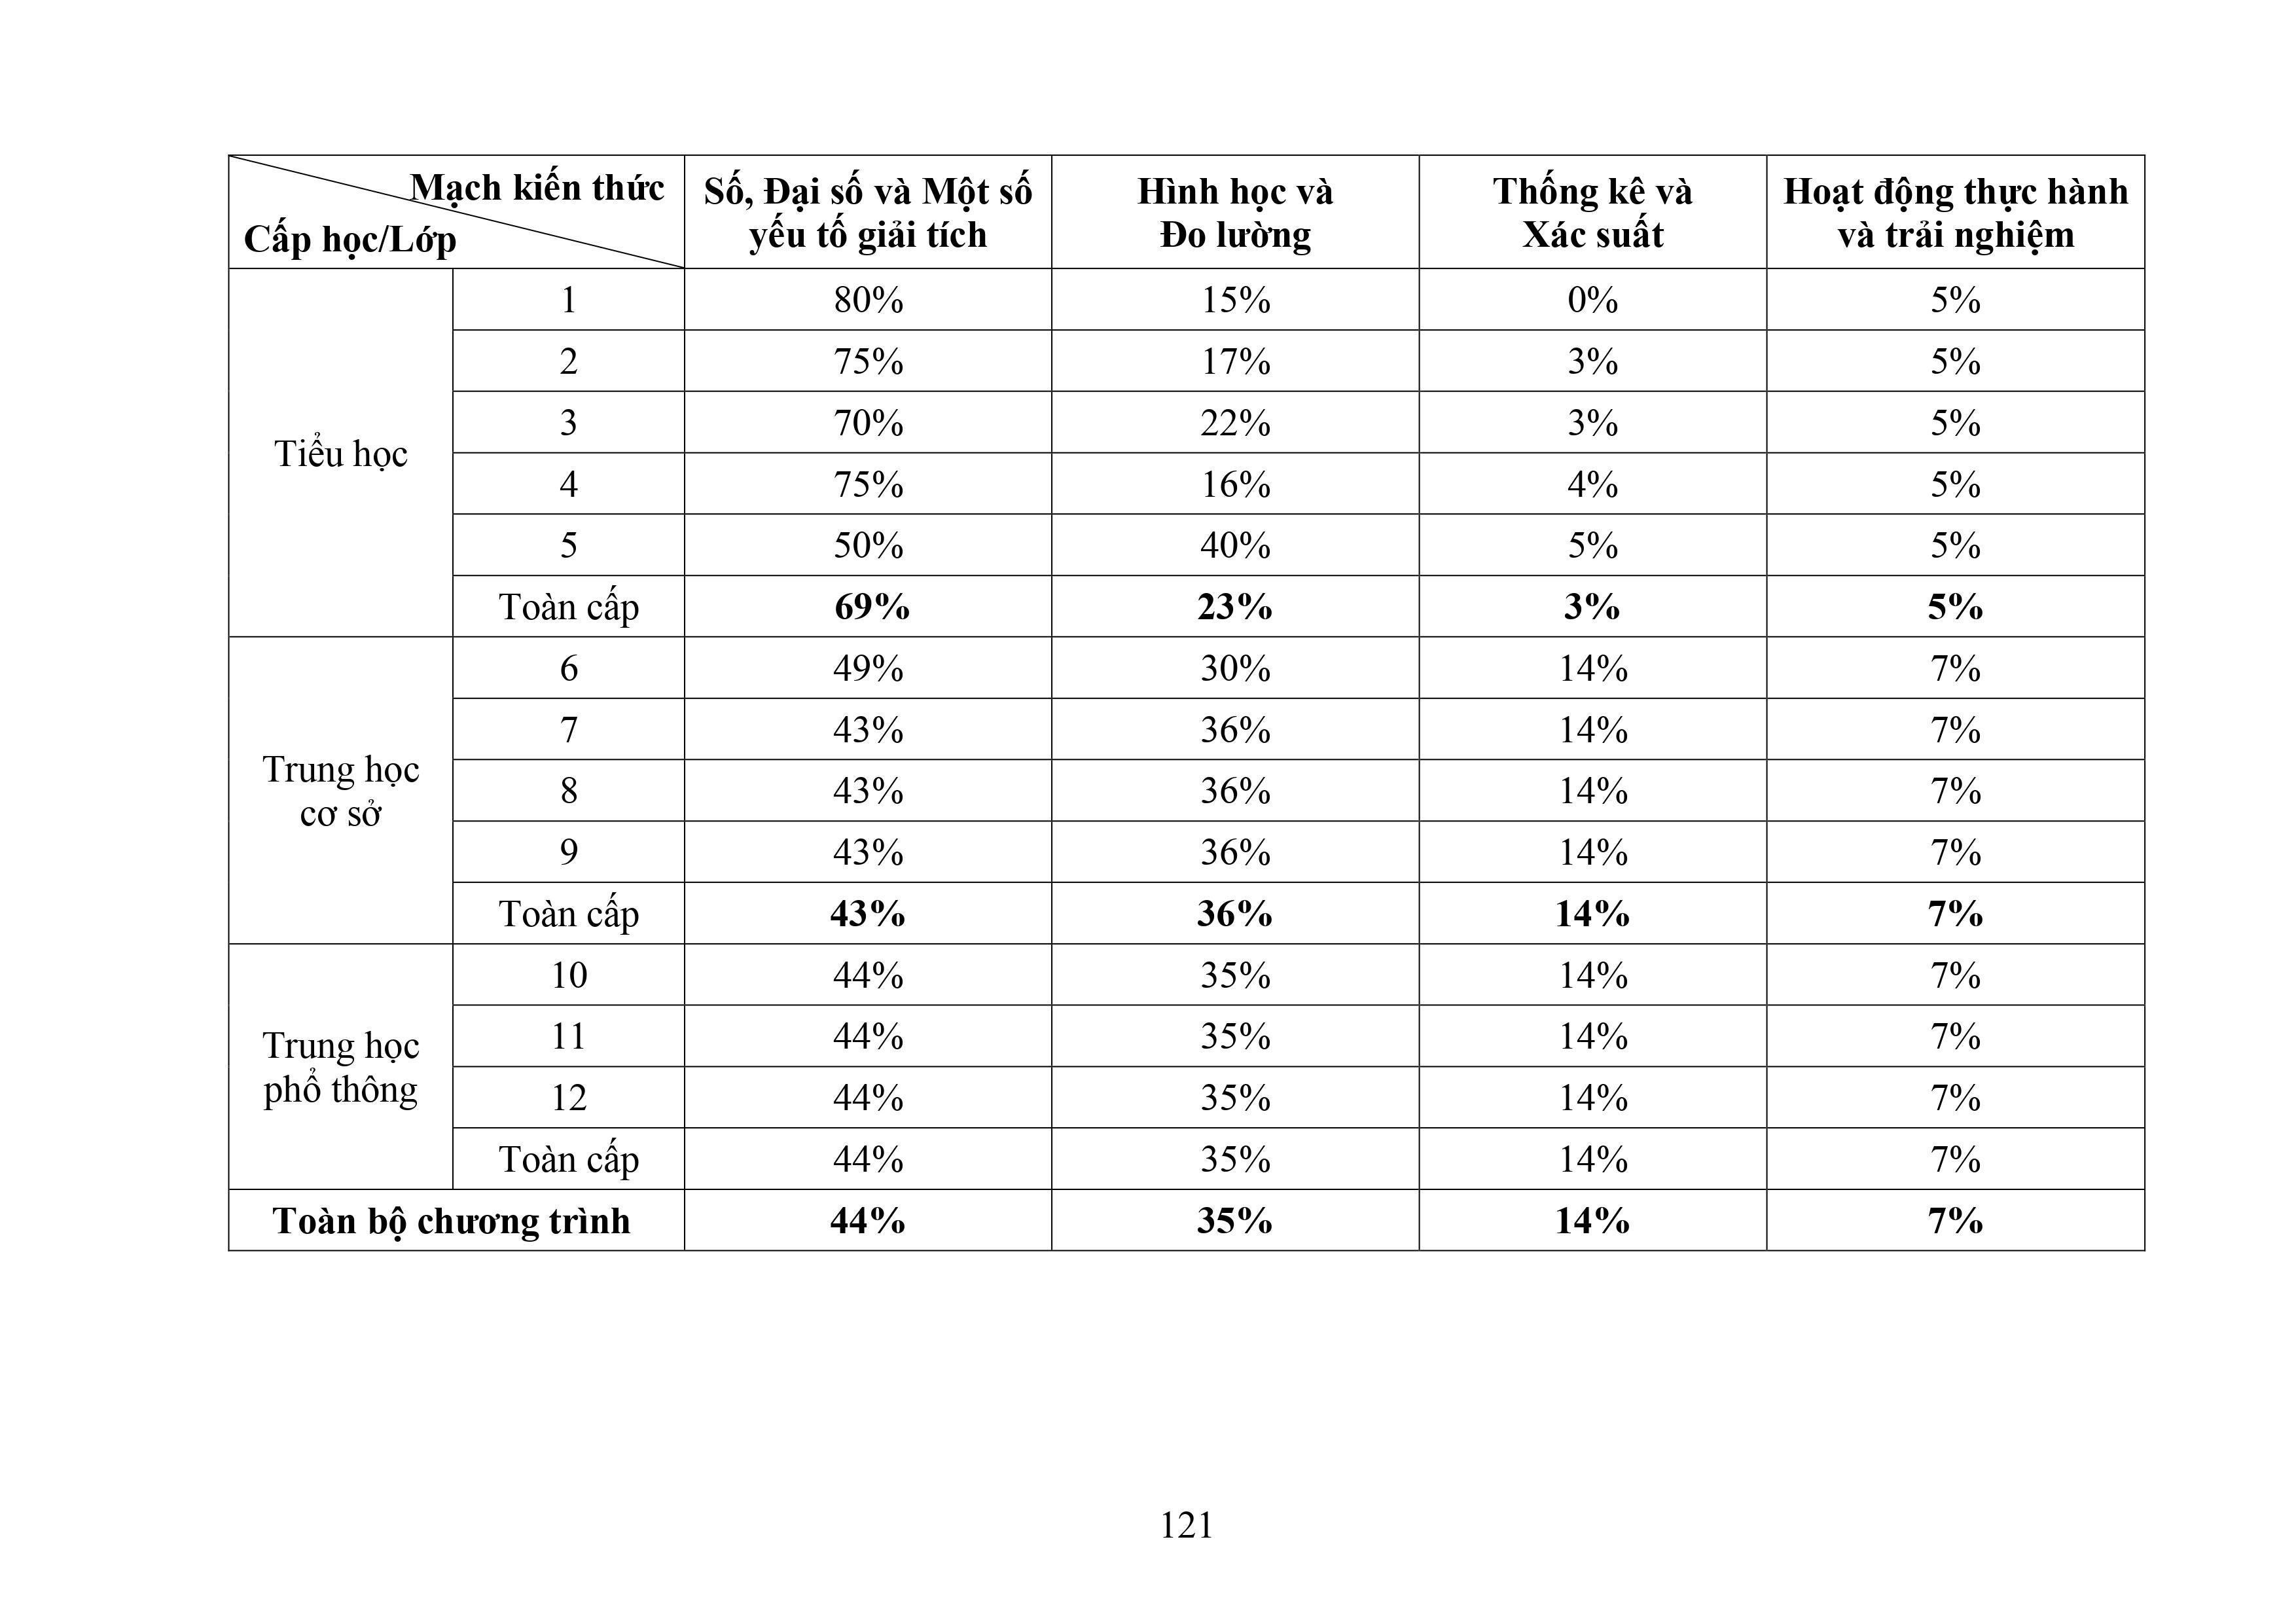 Mạch kiến thức
Cấp học/Lớp
Số, Đại số và Một số
yếu tố giải tích
Hình học và
Đo lường
Thống kê và
Xác suất
Hoạt động thực hành
và trải nghiệm
Tiểu học
1 80% 15% 0% 5%
2 75% 17% 3% 5%
3 70% 22% 3% 5%
4 75% 16% 4% 5%
5 50% 40% 5% 5%
Toàn cấp 69% 23% 3% 5%
Trung học
cơ sở
6 49% 30% 14% 7%
7 43% 36% 14% 7%
8 43% 36% 14% 7%
9 43% 36% 14% 7%
Toàn cấp 43% 36% 14% 7%
Trung học
phổ thông
10 44% 35% 14% 7%
11 44% 35% 14% 7%
12 44% 35% 14% 7%
Toàn cấp 44% 35% 14% 7%
Toàn bộ chương trình 44% 35% 14% 7%
121